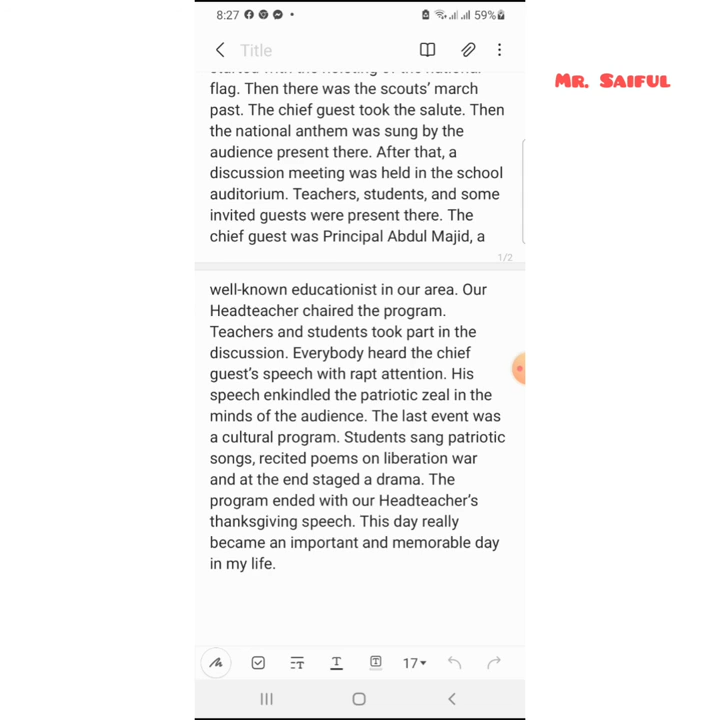 8:27
59%
Title
MR. SAIFUL
started with the hoisting of the national
flag. Then there was the scouts’ march
past. The chief guest took the salute. Then
the national anthem was sung by the
audience present there. After that, a
discussion meeting was held in the school
auditorium. Teachers, students, and some
invited guests were present there. The
chief guest was Principal Abdul Majid, a
1/2
well-known educationist in our area. Our
Headteacher chaired the program.
Teachers and students took part in the
discussion. Everybody heard the chief
guest’s speech with rapt attention. His
speech enkindled the patriotic zeal in the
minds of the audience. The last event was
a cultural program. Students sang patriotic
songs, recited poems on liberation war
and at the end staged a drama. The
program ended with our Headteacher’s
thanksgiving speech. This day really
became an important and memorable day
in my life.
17